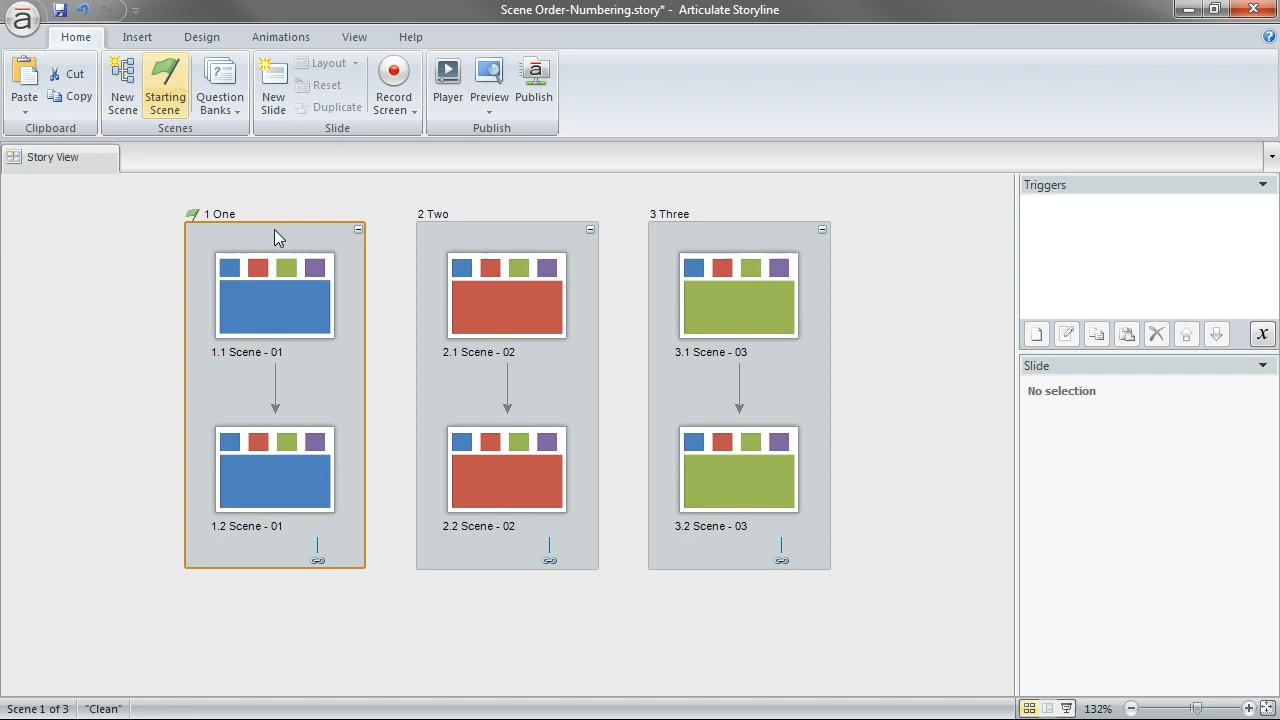 Scene Order-Numbering.story* - Articulate Storyline
Home Insert Design Animations View Help
Paste
Cut
Copy
Clipboard
New Scene
Starting Scene
Question Banks
Scenes
New Slide
Layout
Reset
Duplicate
Slide
Record Screen
Player
Preview
Publish
Publish
Story View
1 One
2 Two
3 Three
1.1 Scene - 01
2.1 Scene - 02
3.1 Scene - 03
1.2 Scene - 01
2.2 Scene - 02
3.2 Scene - 03
Triggers
x
Slide
No selection
Scene 1 of 3 "Clean"
132%